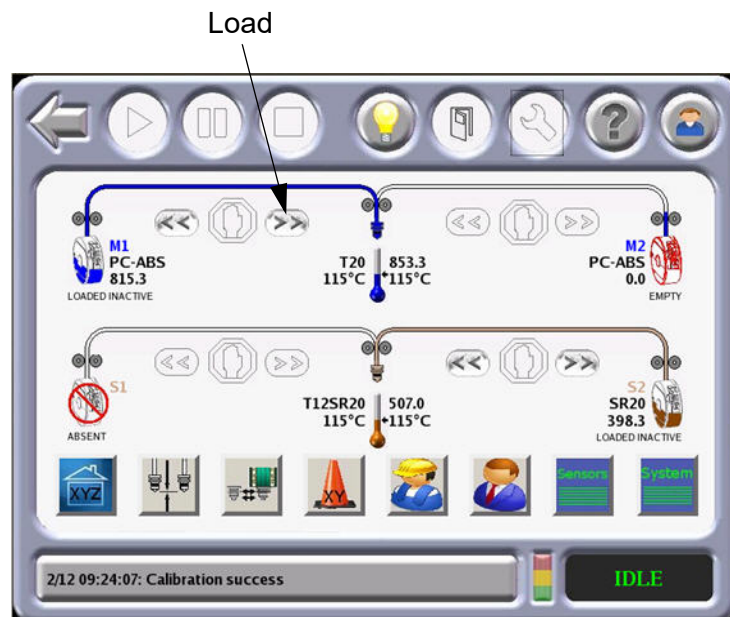 Load
<< >>
<< >>
M1
PC-ABS
815.3
LOADED INACTIVE
T20 853.3
115°C 115°C
M2
PC-ABS
0.0
EMPTY
<< >>
<< >>
S1
ABSENT
T12SR20 507.0
115°C 115°C
S2
SR20
398.3
LOADED INACTIVE
XYZ
XY
Sensors
System
2/12 09:24:07: Calibration success
IDLE